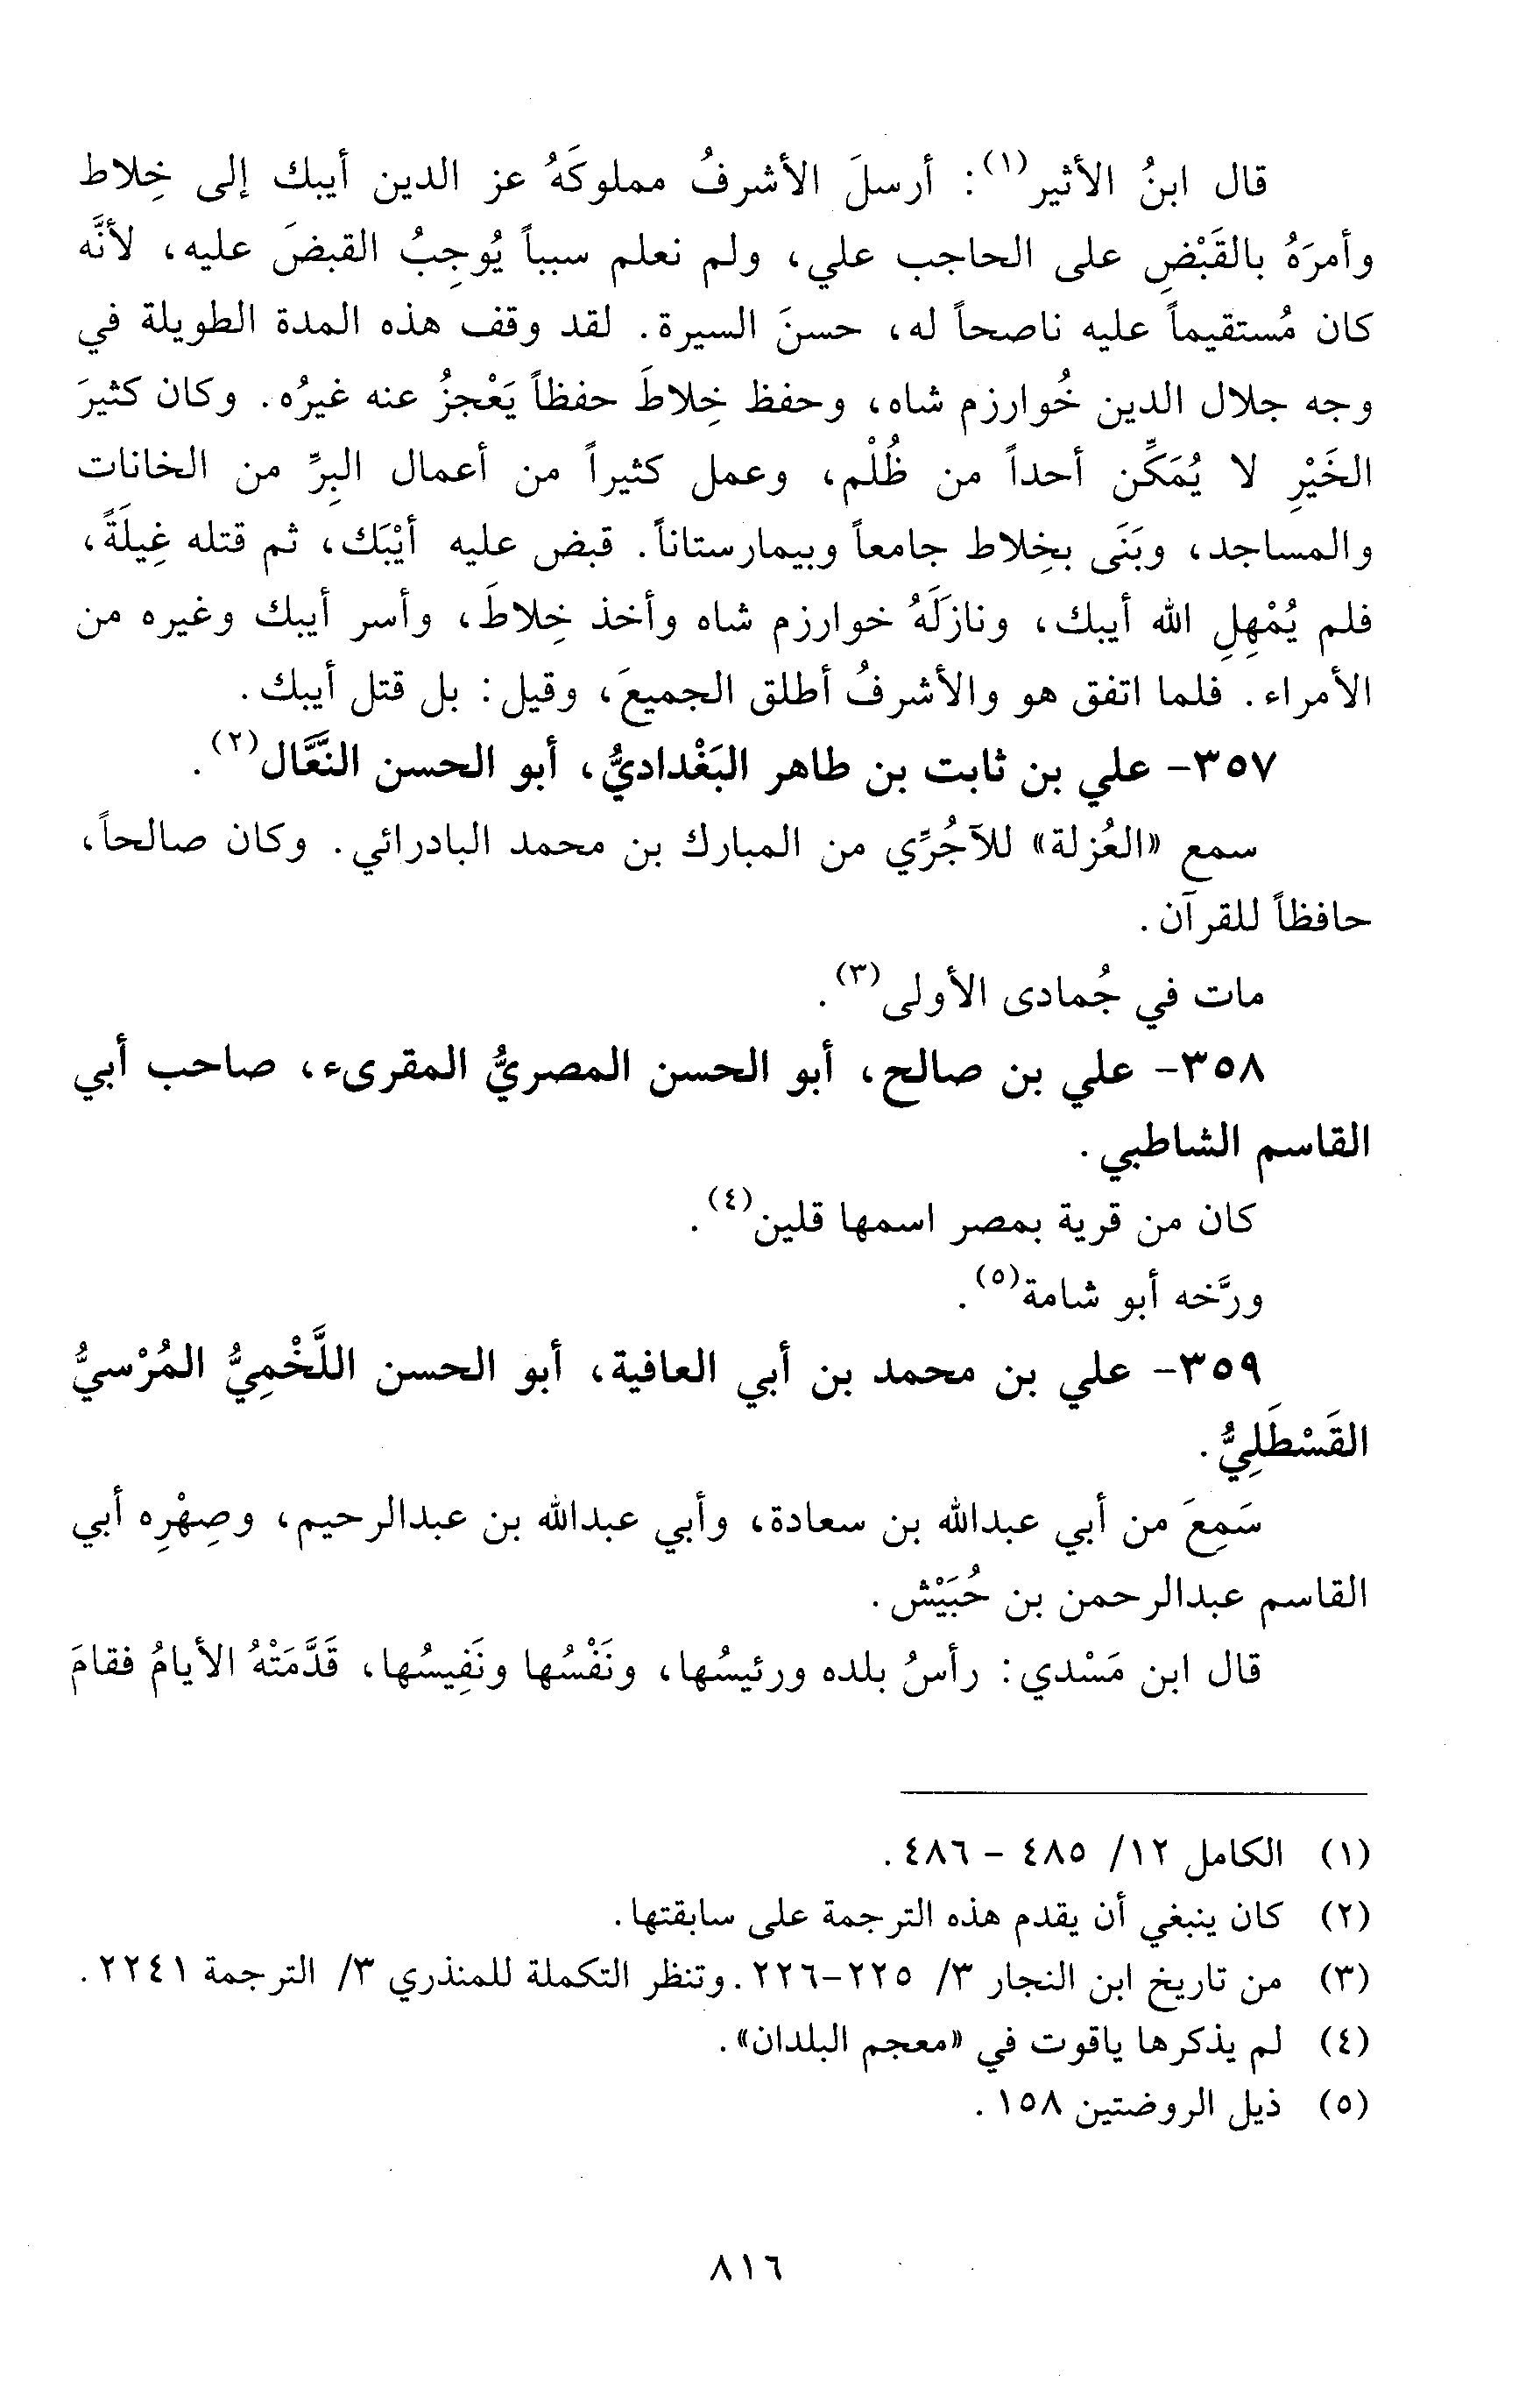 قال ابنُ الأثير(١): أرسلَ الأشرفُ مملوكَهُ عز الدين أيبك إلى خِلاط
وأمرَهُ بالقَبْضِ على الحاجب علي، ولم نعلم سبباً يُوجِبُ القبضَ عليه، لأنَّه
كان مُستقيماً عليه ناصحاً له، حسنَ السيرة. لقد وقف هذه المدة الطويلة في
وجه جلال الدين خُوارزم شاه، وحفظ خِلاطَ حفظاً يَعْجزُ عنه غيرُه. وكان كثيرَ
الخَيْرِ لا يُمَكِّن أحداً من ظُلْم، وعمل كثيراً من أعمال البِرِّ من الخانات
والمساجد، وبَنَى بخِلاط جامعاً وبيمارستاناً. قبض عليه أيْبَك، ثم قتله غِيلَةً،
فلم يُمْهِلِ الله أيبك، ونازلَهُ خوارزم شاه وأخذ خِلاطَ، وأسر أيبك وغيره من
الأمراء. فلما اتفق هو والأشرفُ أطلق الجميعَ، وقيل: بل قتل أيبك.
٣٥٧- علي بن ثابت بن طاهر البَغْداديُّ، أبو الحسن النَّعَّال(٢).
سمع «العُزلة» للآجُرِّي من المبارك بن محمد البادرائي. وكان صالحاً،
حافظاً للقرآن.
مات في جُمادى الأولى(٣).
٣٥٨- علي بن صالح، أبو الحسن المصريُّ المقرىء، صاحب أبي
القاسم الشاطبي.
كان من قرية بمصر اسمها قلين(٤).
ورَّخه أبو شامة(٥).
٣٥٩- علي بن محمد بن أبي العافية، أبو الحسن اللَّخْمِيُّ المُرْسيُّ
القَسْطَلِيُّ.
سَمِعَ من أبي عبدالله بن سعادة، وأبي عبدالله بن عبدالرحيم، وصِهْرِه أبي
القاسم عبدالرحمن بن حُبَيْش.
قال ابن مَسْدي: رأسُ بلده ورئيسُها، ونَفْسُها ونَفِيسُها، قَدَّمَتْهُ الأيامُ فقامَ
(١) الكامل ١٢/ ٤٨٥ - ٤٨٦.
(٢) كان ينبغي أن يقدم هذه الترجمة على سابقتها.
(٣) من تاريخ ابن النجار ٣/ ٢٢٥-٢٢٦. وتنظر التكملة للمنذري ٣/ الترجمة ٢٢٤١.
(٤) لم يذكرها ياقوت في «معجم البلدان».
(٥) ذيل الروضتين ١٥٨.
٨١٦